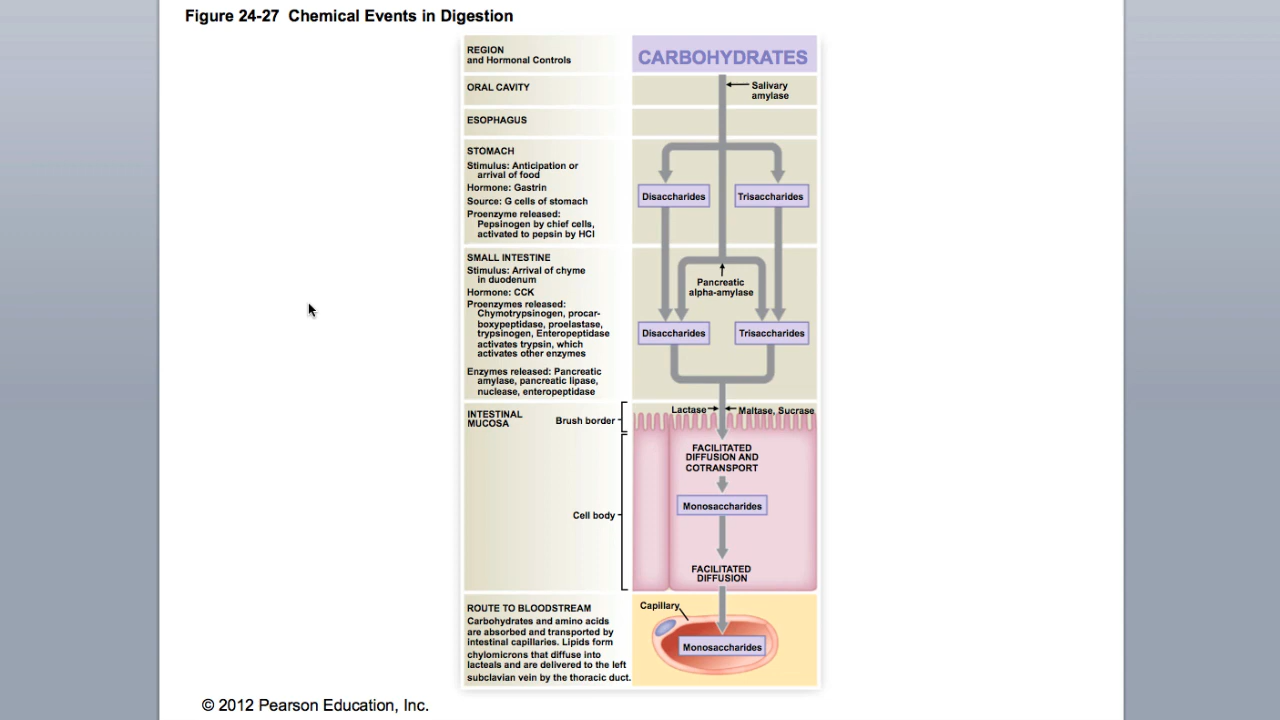 Figure 24-27 Chemical Events in Digestion
REGION
and Hormonal Controls
CARBOHYDRATES
ORAL CAVITY
Salivary
amylase
ESOPHAGUS
STOMACH
Stimulus: Anticipation or
arrival of food
Hormone: Gastrin
Source: G cells of stomach
Proenzyme released:
Pepsinogen by chief cells,
activated to pepsin by HCl
Disaccharides
Trisaccharides
SMALL INTESTINE
Stimulus: Arrival of chyme
in duodenum
Hormone: CCK
Proenzymes released:
Chymotrypsinogen, procar-
boxypeptidase, proelastase,
trypsinogen, Enteropeptidase
activates trypsin, which
activates other enzymes
Enzymes released: Pancreatic
amylase, pancreatic lipase,
nuclease, enteropeptidase
Pancreatic
alpha-amylase
Disaccharides
Trisaccharides
INTESTINAL
MUCOSA
Brush border
Lactase
Maltase, Sucrase
FACILITATED
DIFFUSION AND
COTRANSPORT
Monosaccharides
Cell body
FACILITATED
DIFFUSION
ROUTE TO BLOODSTREAM
Carbohydrates and amino acids
are absorbed and transported by
intestinal capillaries. Lipids form
chylomicrons that diffuse into
lacteals and are delivered to the left
subclavian vein by the thoracic duct.
Capillary
Monosaccharides
© 2012 Pearson Education, Inc.